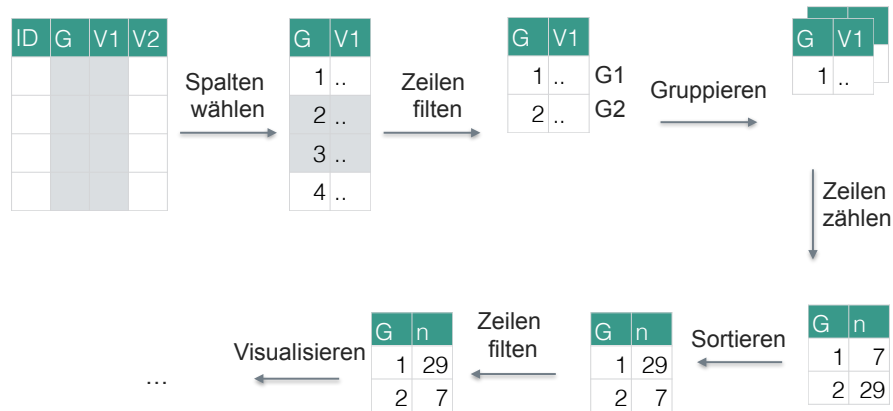 ID G V1 V2
Spalten
wählen
G V1
1 ..
2 ..
3 ..
4 ..
Zeilen
filten
G V1
1 .. G1
2 .. G2
Gruppieren
G V1
1 ..
Zeilen
zählen
G n
1 7
2 29
Sortieren
G n
1 29
2 7
Zeilen
filten
G n
1 29
2 7
Visualisieren
...